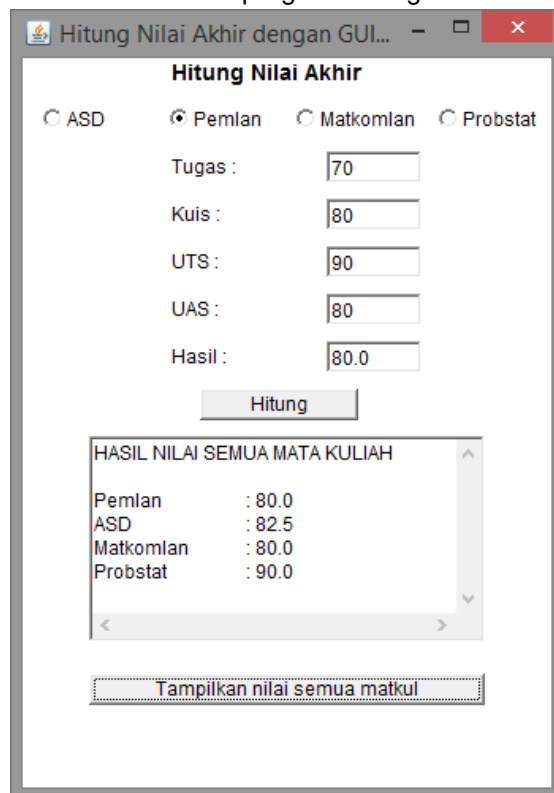 Hitung Nilai Akhir dengan GUI...
Hitung Nilai Akhir
ASD Pemlan Matkomlan Probstat
Tugas : 70
Kuis : 80
UTS : 90
UAS : 80
Hasil : 80.0
Hitung
HASIL NILAI SEMUA MATA KULIAH
Pemlan : 80.0
ASD : 82.5
Matkomlan : 80.0
Probstat : 90.0
Tampilkan nilai semua matkul